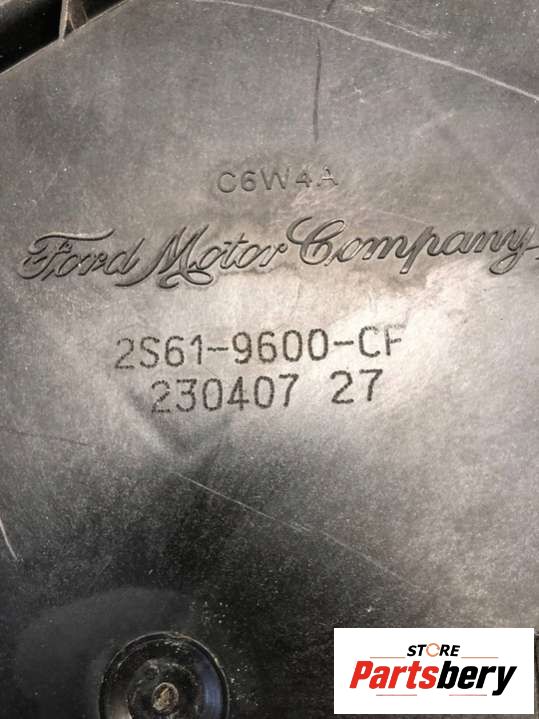 C6W4A
Ford Motor Company
2S61-9600-CF
230407 27
STORE
Partsbery